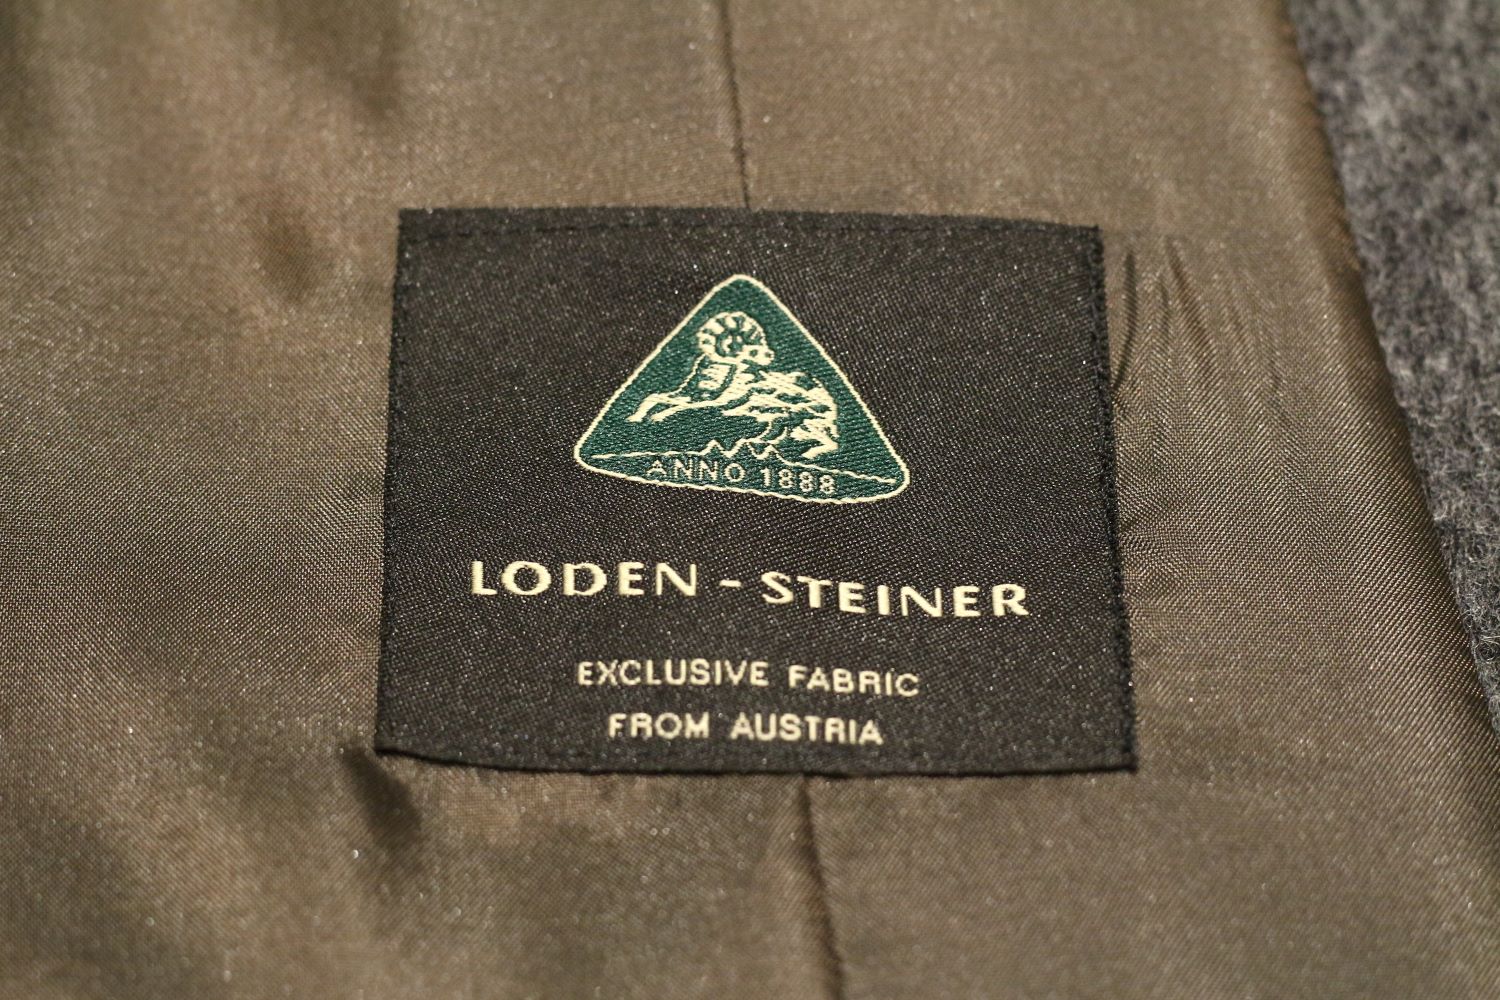 ANNO 1888
LODEN - STEINER
EXCLUSIVE FABRIC
FROM AUSTRIA